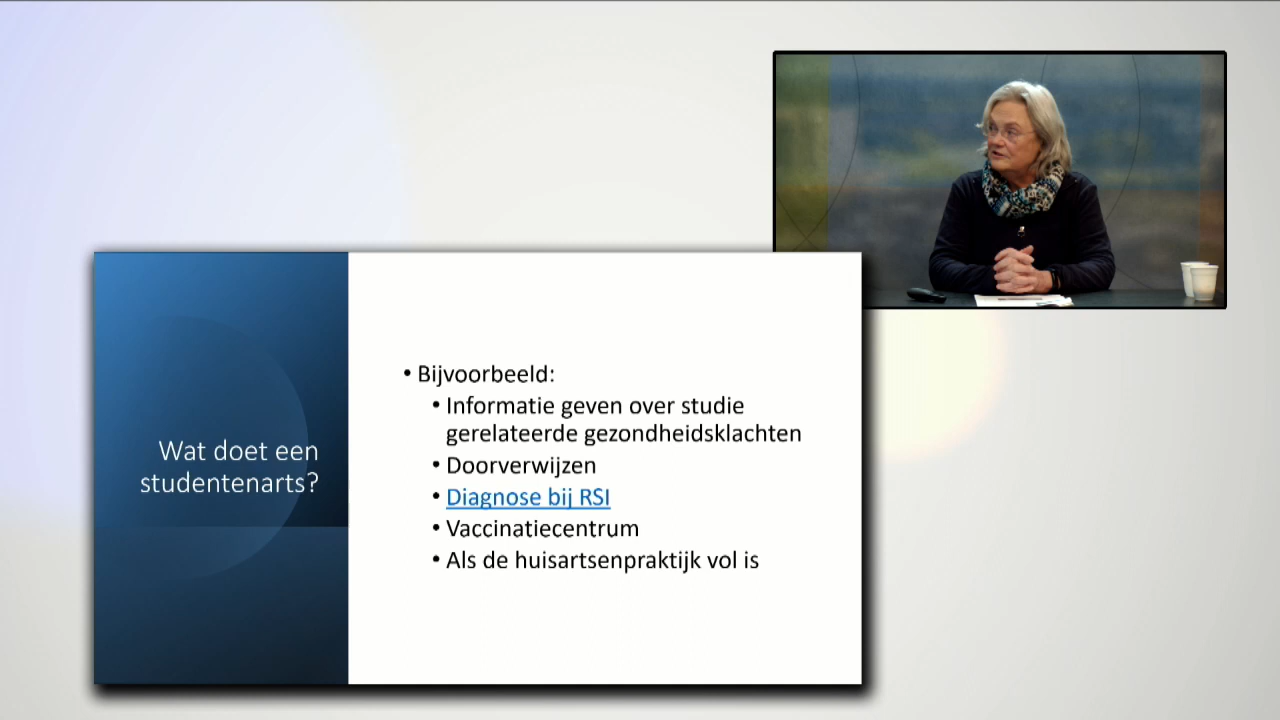 Wat doet een
studentenarts?
• Bijvoorbeeld:
• Informatie geven over studie
gerelateerde gezondheidsklachten
• Doorverwijzen
• Diagnose bij RSI
• Vaccinatiecentrum
• Als de huisartsenpraktijk vol is